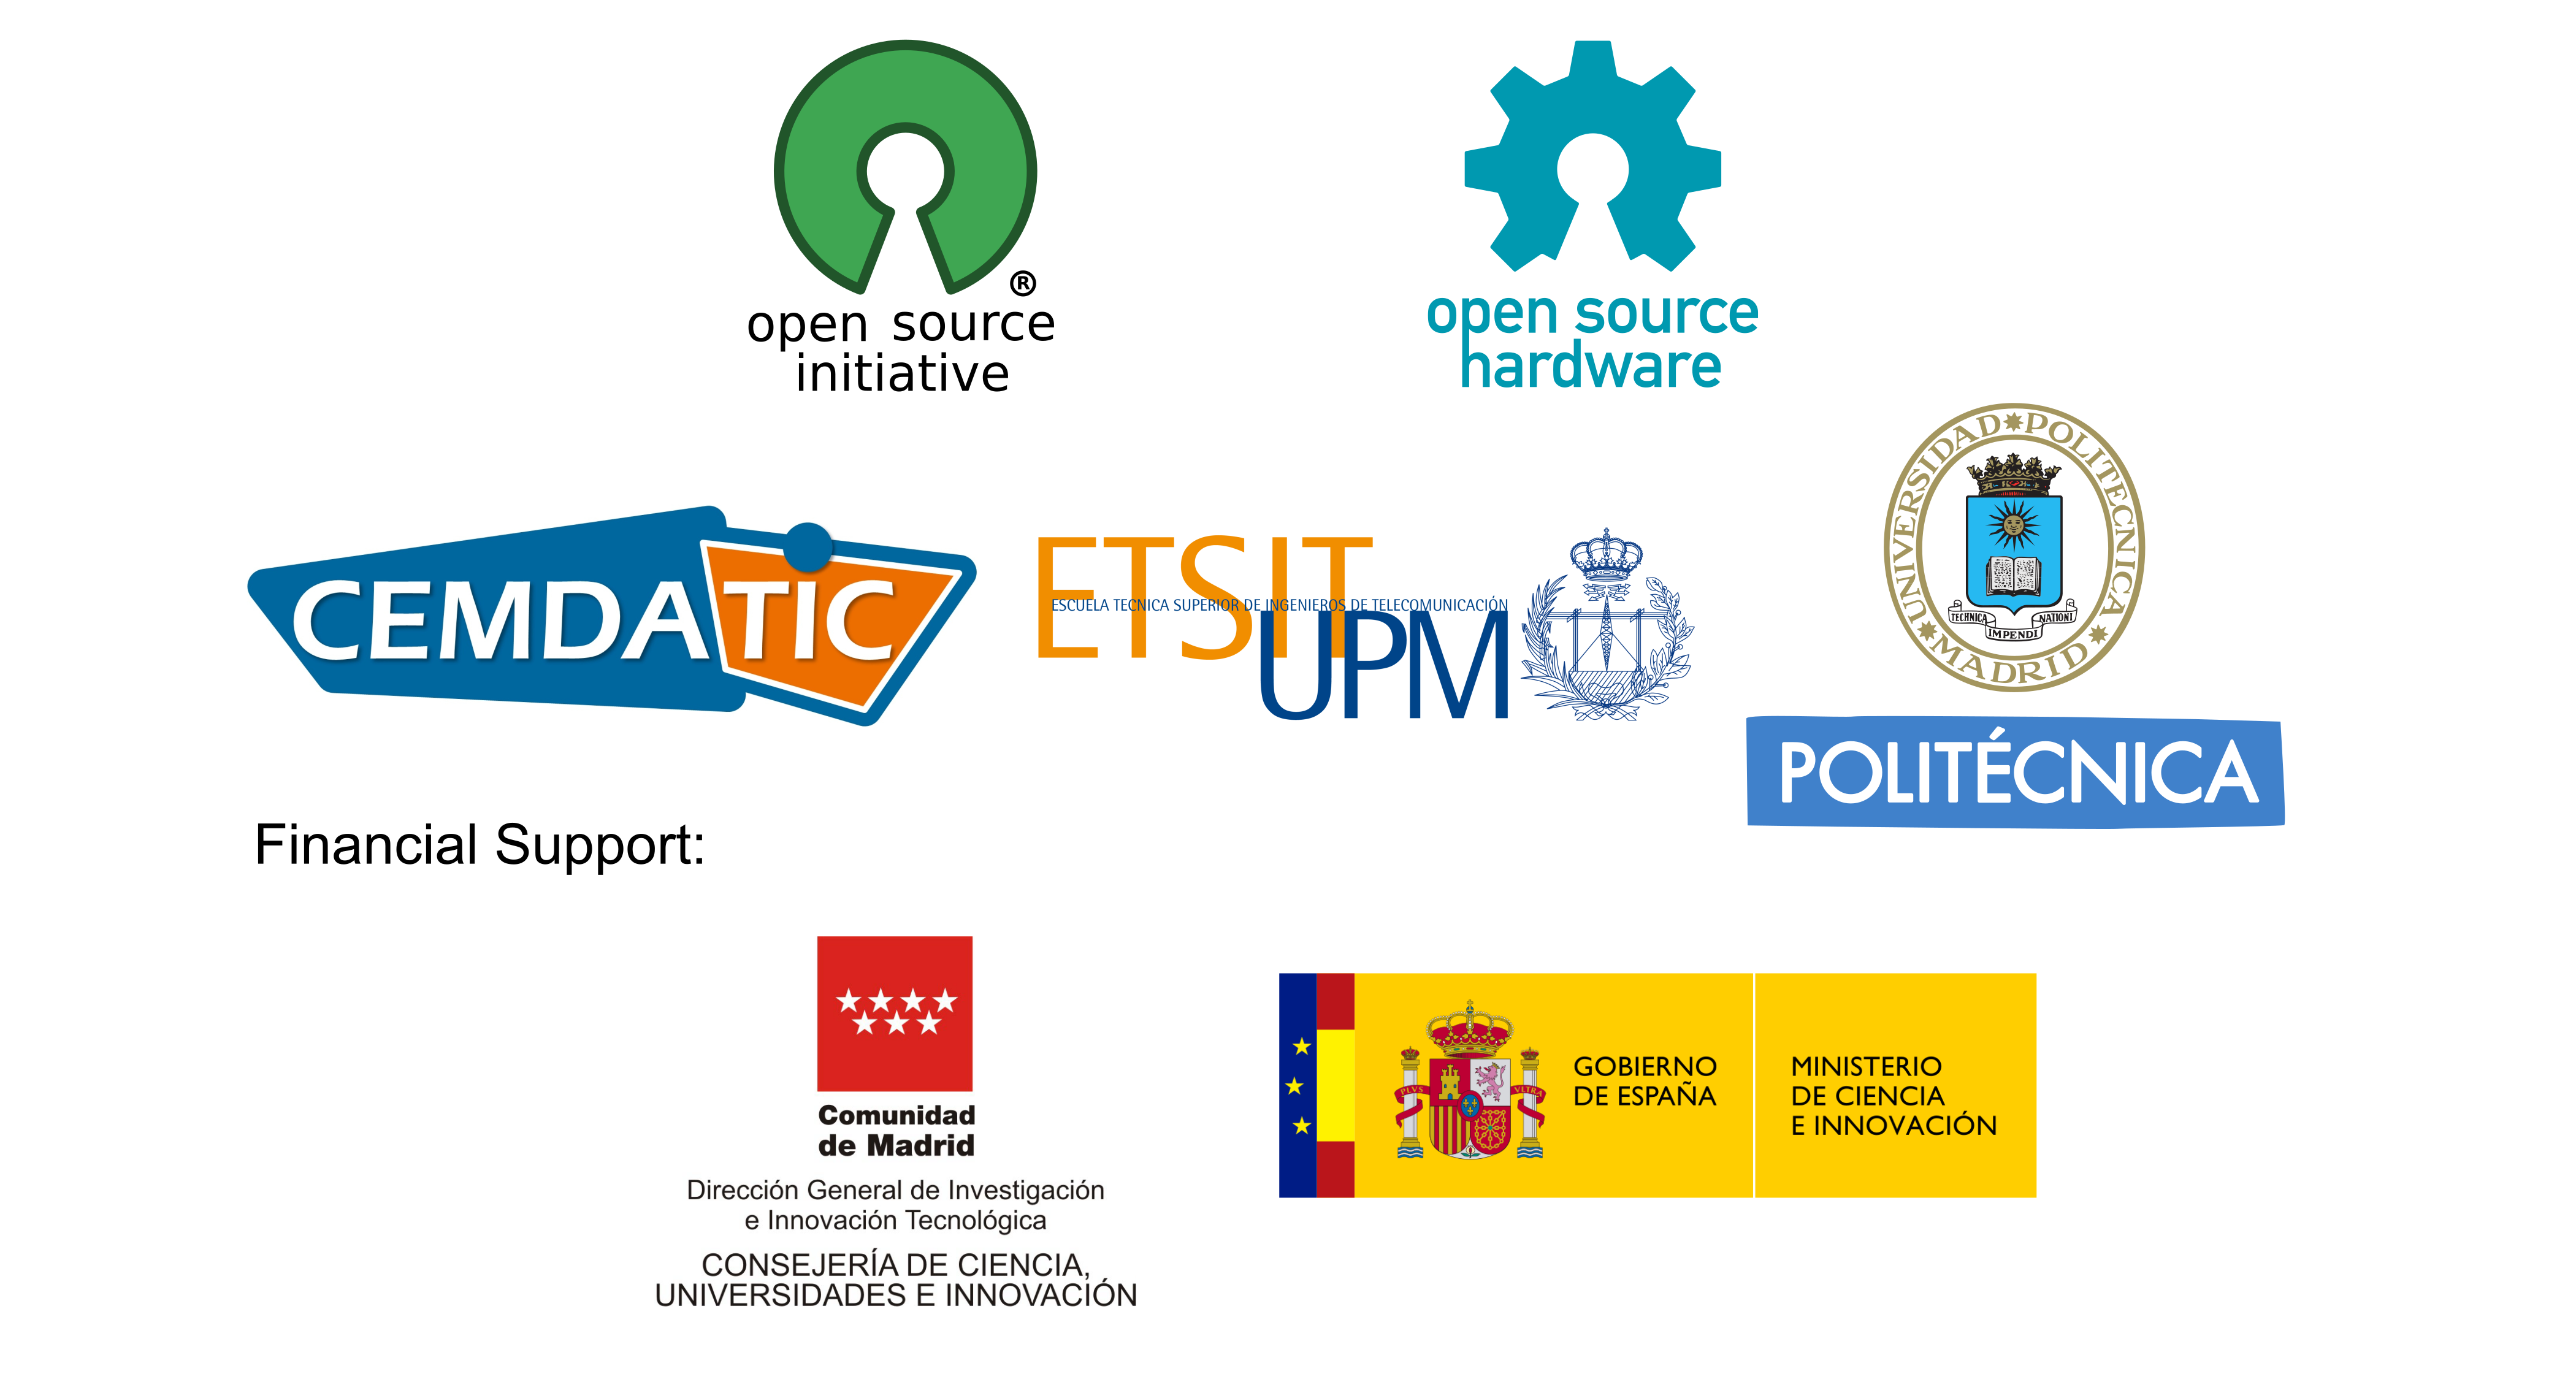 ®
open source
initiative
open source
hardware
CEMDATIC
ETSIT
ESCUELA TECNICA SUPERIOR DE INGENIEROS DE TELECOMUNICACIÓN
UPM
UNIVERSIDAD POLITECNICA
MADRID
TECHNICA NATIONI
IMPENDI
POLITÉCNICA
Financial Support:
Comunidad
de Madrid
Dirección General de Investigación
e Innovación Tecnológica
CONSEJERÍA DE CIENCIA,
UNIVERSIDADES E INNOVACIÓN
PLVS VLTRA
GOBIERNO
DE ESPAÑA
MINISTERIO
DE CIENCIA
E INNOVACIÓN